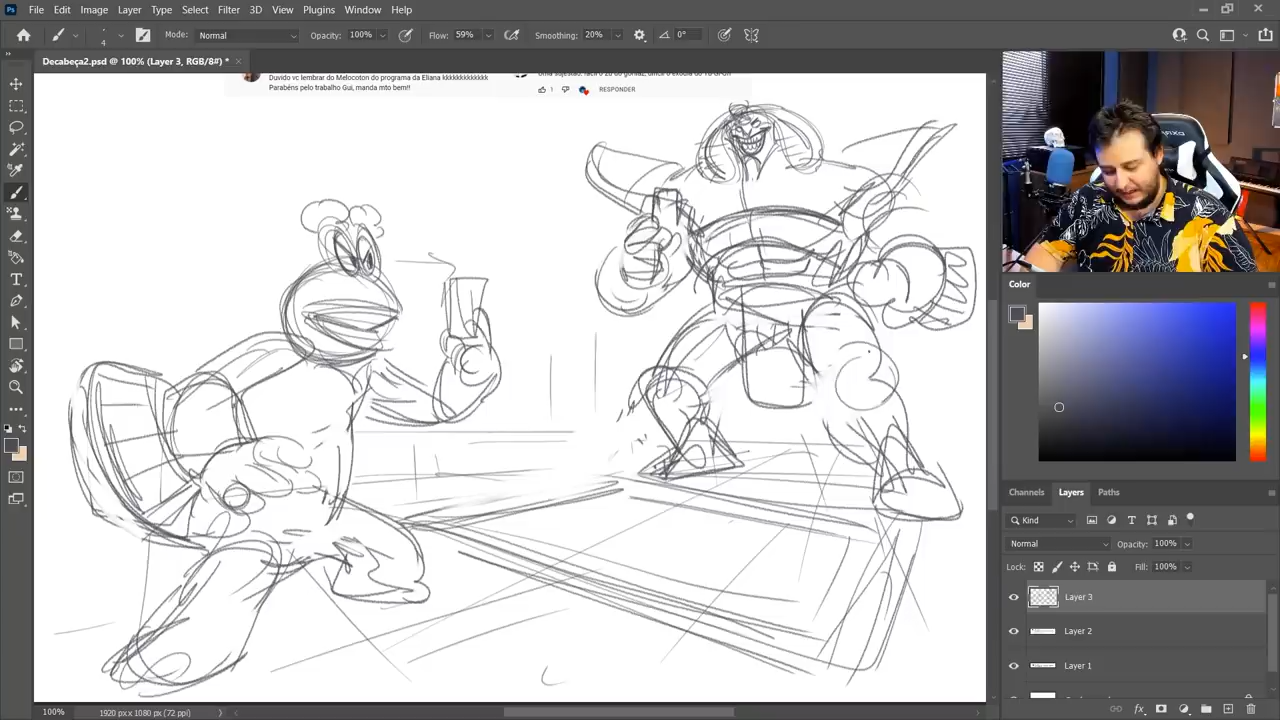 File Edit Image Layer Type Select Filter 3D View Plugins Window Help
4 Mode: Normal Opacity: 100% Flow: 59% Smoothing: 20% 0°
Decabeça2.psd @ 100% (Layer 3, RGB/8#) *
Duvido vc lembrar do Melocoton do programa da Eliana kkkkkkkkkkkk
Parabéns pelo trabalho Gui, manda mto bem!!
1 RESPONDER
Color
Channels Layers Paths
Kind
Normal Opacity: 100%
Lock: Fill: 100%
Layer 3
Layer 2
Layer 1
100% 1920 px x 1080 px (72 ppi)